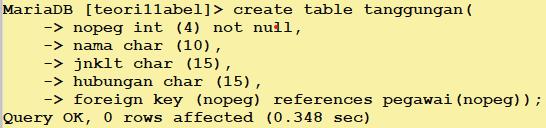 MariaDB [teori11abel]> create table tanggungan(
-> nopeg int (4) not null,
-> nama char (10),
-> jnklt char (15),
-> hubungan char (15),
-> foreign key (nopeg) references pegawai(nopeg));
Query OK, 0 rows affected (0.348 sec)